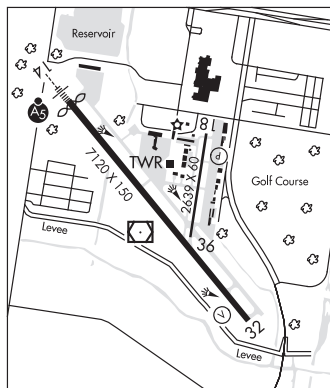 Reservoir
A5
18
P
7120 X 150
TWR
2639 X 60
Golf Course
36
Levee
V
32
Levee